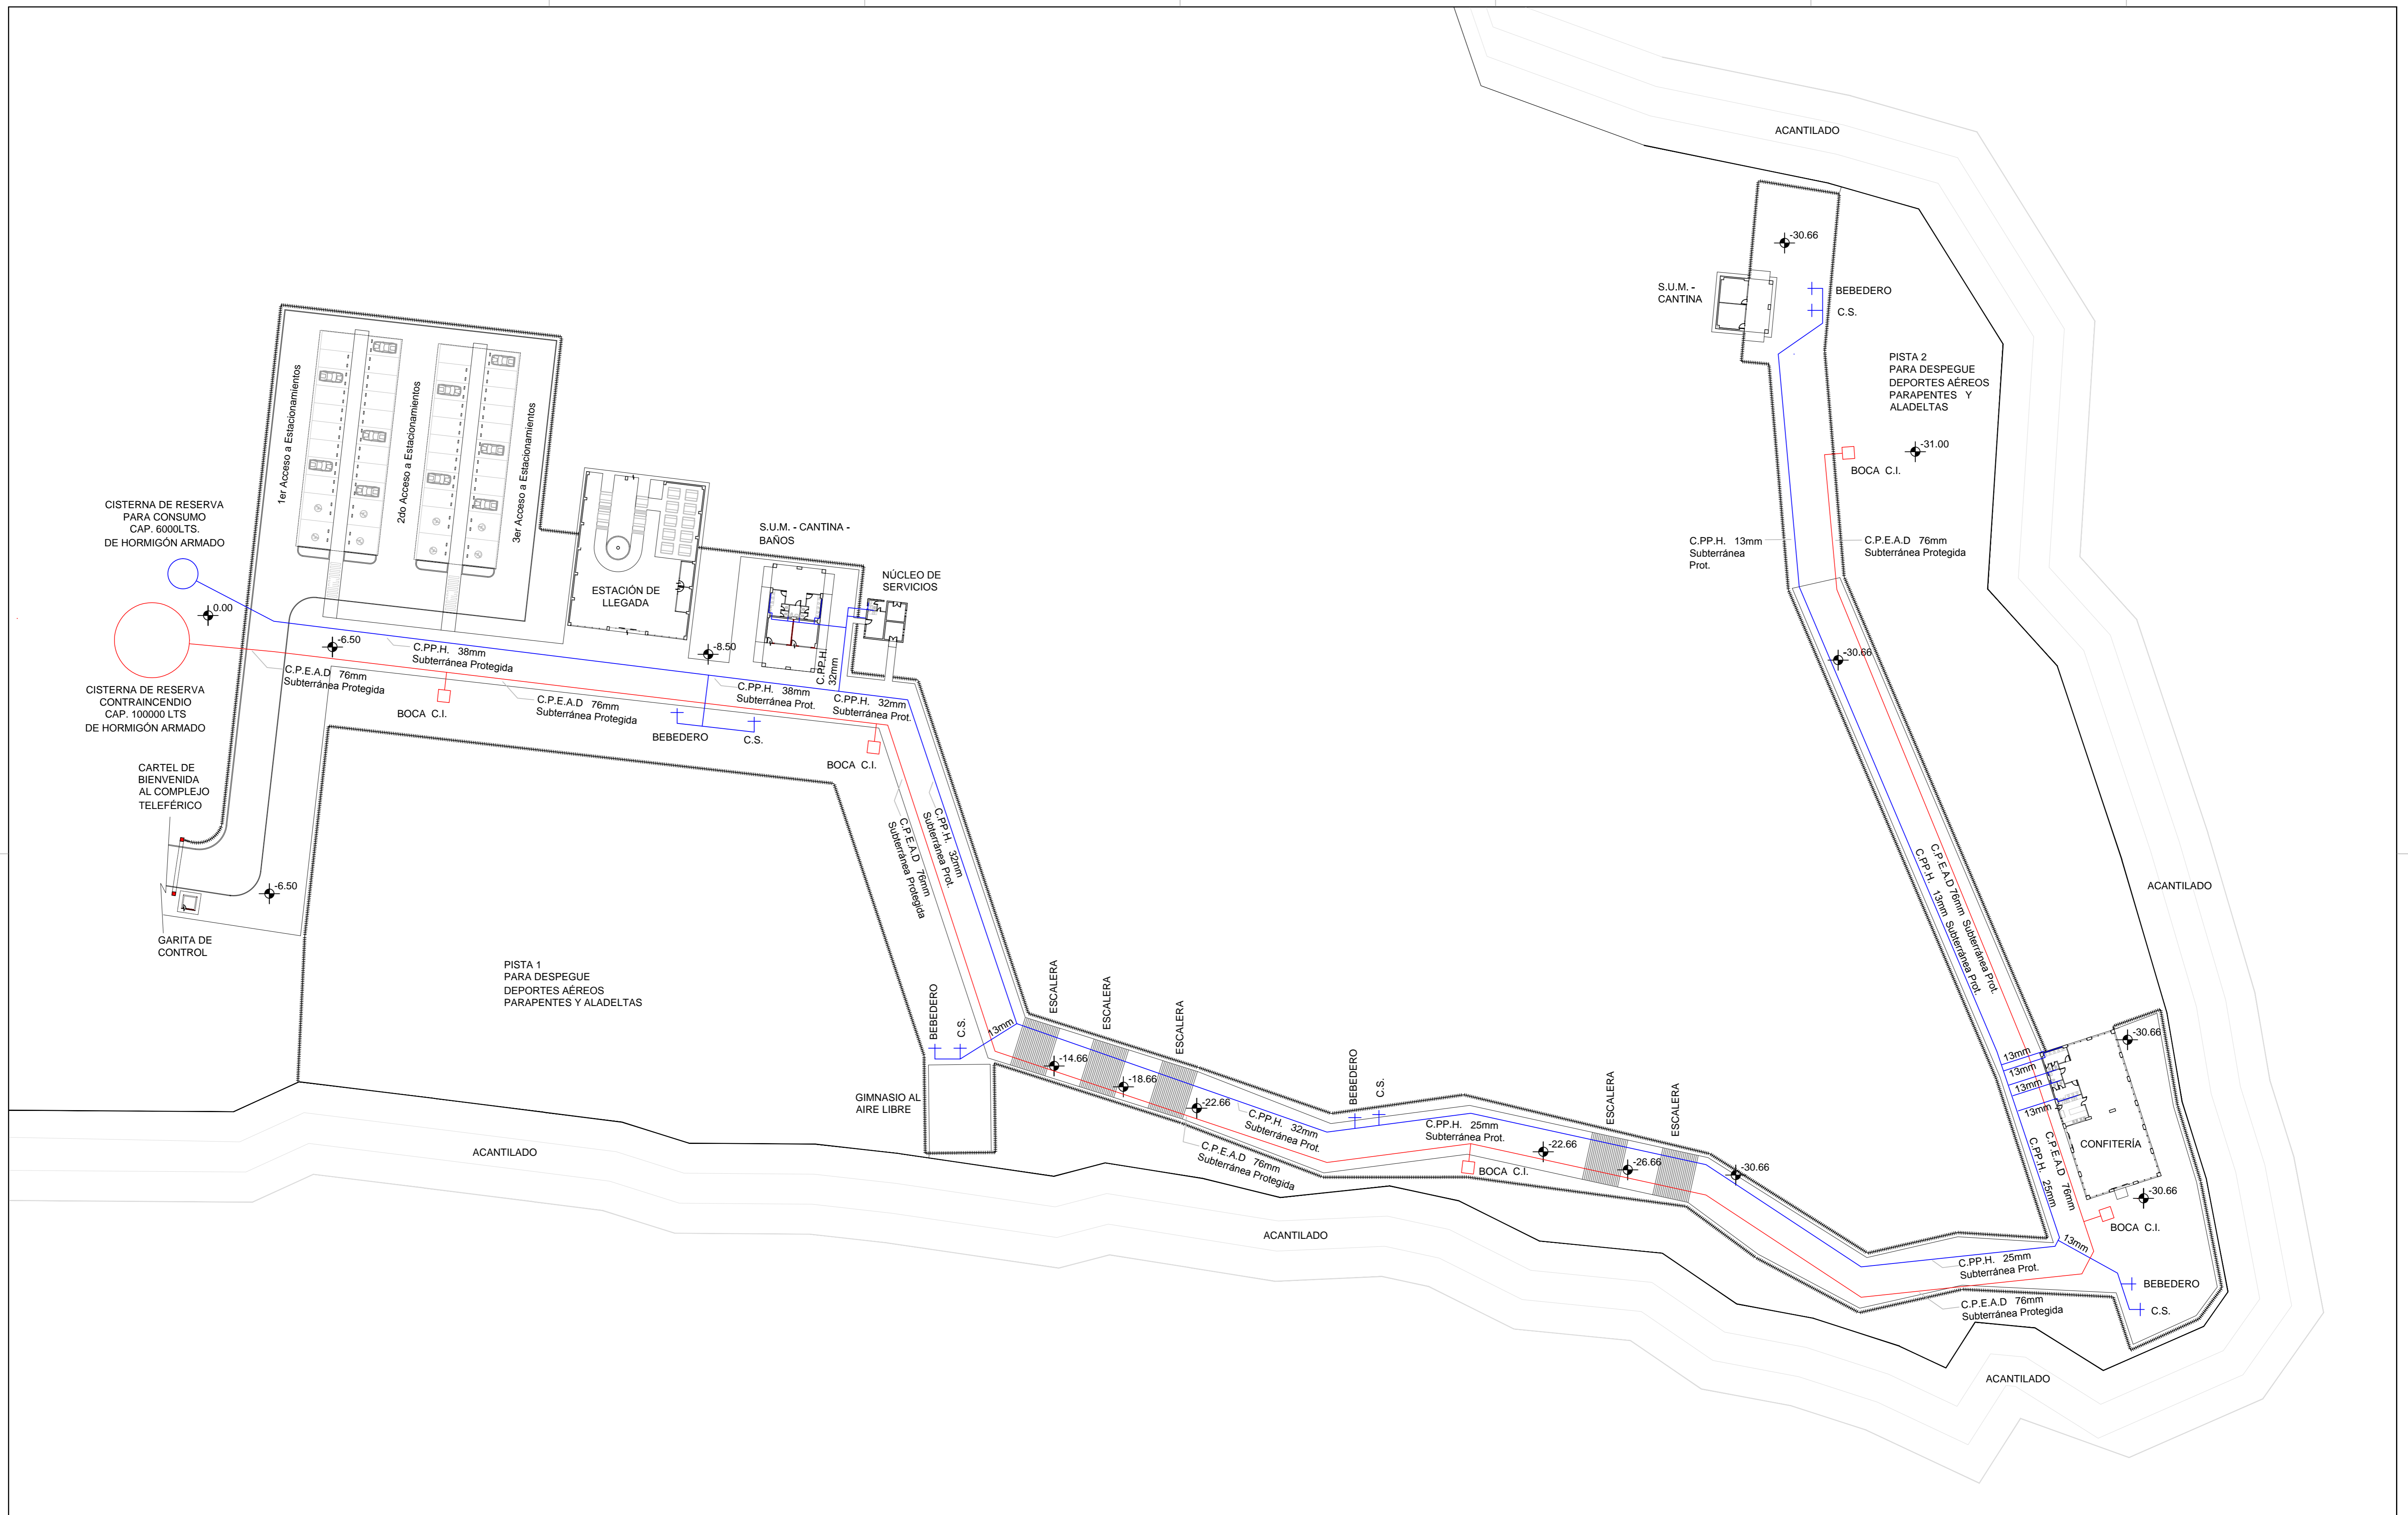 ACANTILADO
-30.66
S.U.M. -
CANTINA
BEBEDERO
C.S.
PISTA 2
PARA DESPEGUE
DEPORTES AÉREOS
PARAPENTES Y
ALADELTAS
-31.00
BOCA C.I.
C.PP.H. 13mm
Subterránea
Prot.
C.P.E.A.D 76mm
Subterránea Protegida
-30.66
1er Acceso a Estacionamientos
2do Acceso a Estacionamientos
3er Acceso a Estacionamientos
CISTERNA DE RESERVA
PARA CONSUMO
CAP. 6000LTS.
DE HORMIGÓN ARMADO
0.00
S.U.M. - CANTINA -
BAÑOS
NÚCLEO DE
SERVICIOS
ESTACIÓN DE
LLEGADA
-6.50
-8.50
C.PP.H. 38mm
Subterránea Protegida
C.P.E.A.D 76mm
Subterránea Protegida
CISTERNA DE RESERVA
CONTRAINCENDIO
CAP. 100000 LTS
DE HORMIGÓN ARMADO
BOCA C.I.
C.P.E.A.D 76mm
Subterránea Protegida
C.PP.H. 38mm
Subterránea Prot.
C.PP.H.
32mm
C.PP.H. 32mm
Subterránea Prot.
BEBEDERO
C.S.
BOCA C.I.
CARTEL DE
BIENVENIDA
AL COMPLEJO
TELEFÉRICO
-6.50
GARITA DE
CONTROL
C.P.E.A.D 76mm
Subterránea Protegida
C.PP.H. 32mm
Subterránea Prot.
PISTA 1
PARA DESPEGUE
DEPORTES AÉREOS
PARAPENTES Y ALADELTAS
BEBEDERO
C.S.
13mm
ESCALERA
ESCALERA
ESCALERA
-14.66
-18.66
-22.66
GIMNASIO AL
AIRE LIBRE
C.PP.H. 32mm
Subterránea Prot.
C.P.E.A.D 76mm
Subterránea Protegida
BEBEDERO
C.S.
C.PP.H. 25mm
Subterránea Prot.
BOCA C.I.
-22.66
ESCALERA
ESCALERA
-26.66
-30.66
C.P.E.A.D 76mm Subterránea Prot.
C.PP.H. 13mm Subterránea Prot.
ACANTILADO
-30.66
13mm
13mm
13mm
13mm
CONFITERÍA
C.P.E.A.D 76mm
C.PP.H. 25mm
-30.66
BOCA C.I.
13mm
C.PP.H. 25mm
Subterránea Prot.
BEBEDERO
C.S.
C.P.E.A.D 76mm
Subterránea Protegida
ACANTILADO
ACANTILADO
ACANTILADO